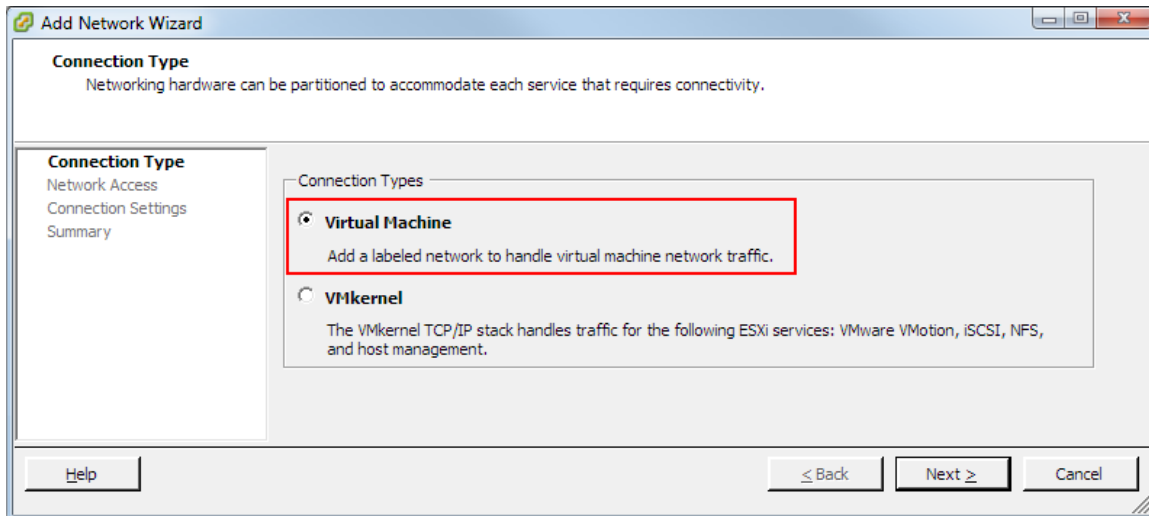 Add Network Wizard
Connection Type
Networking hardware can be partitioned to accommodate each service that requires connectivity.
Connection Type
Network Access
Connection Settings
Summary
Connection Types
Virtual Machine
Add a labeled network to handle virtual machine network traffic.
VMkernel
The VMkernel TCP/IP stack handles traffic for the following ESXi services: VMware VMotion, iSCSI, NFS,
and host management.
Help
< Back
Next >
Cancel